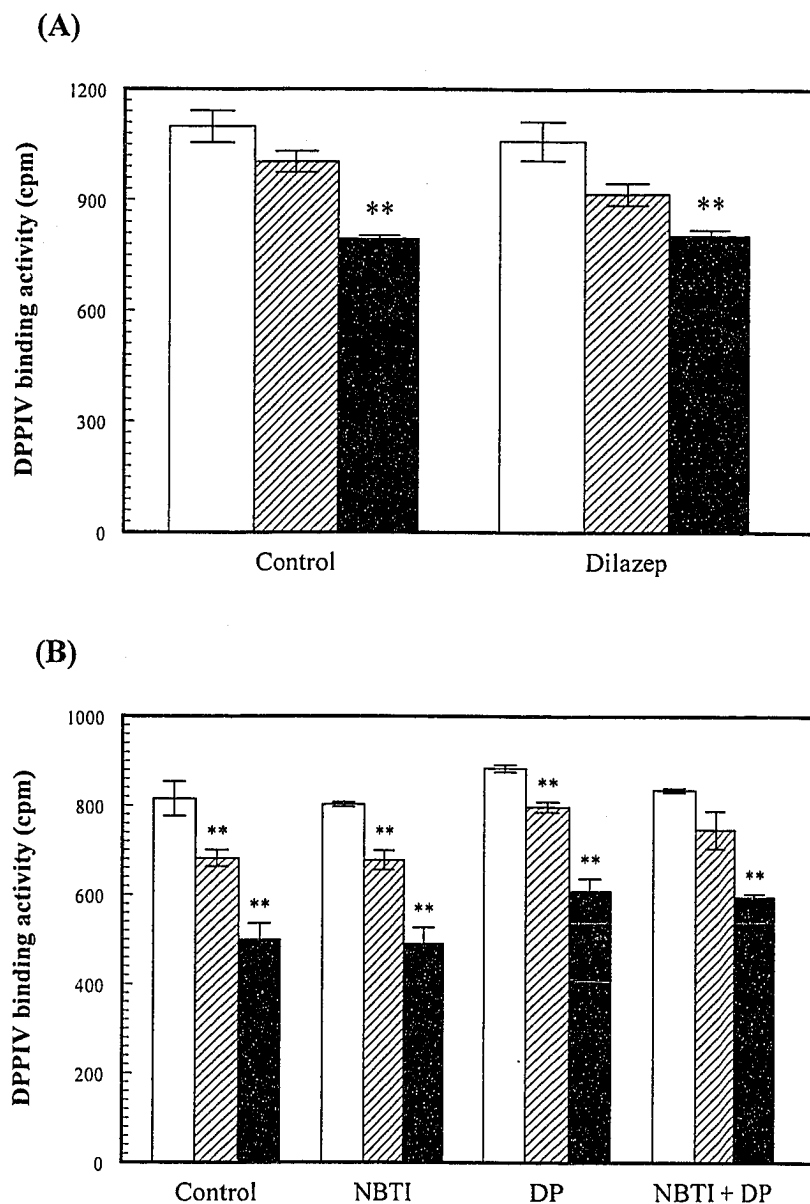 (A)
DPPIV binding activity (cpm)
1200
900
600
300
0
**
**
Control Dilazep
(B)
DPPIV binding activity (cpm)
1000
800
600
400
200
0
** ** ** ** ** ** **
Control NBTI DP NBTI + DP